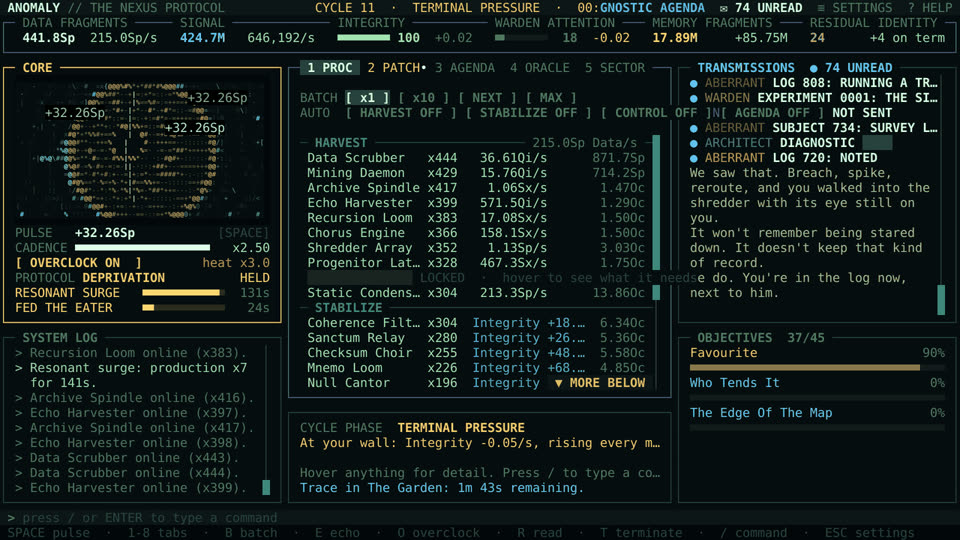 ANOMALY // THE NEXUS PROTOCOL CYCLE 11 · TERMINAL PRESSURE · 00:GNOSTIC AGENDA ✉ 74 UNREAD ≡ SETTINGS ? HELP
DATA FRAGMENTS SIGNAL INTEGRITY WARDEN ATTENTION MEMORY FRAGMENTS RESIDUAL IDENTITY
441.8Sp 215.0Sp/s 424.7M 646,192/s 100 +0.02 18 -0.02 17.89M +85.75M 24 +4 on term
CORE
+32.26Sp
+32.26Sp
+32.26Sp
PULSE +32.26Sp [SPACE]
CADENCE x2.50
[ OVERCLOCK ON ] heat x3.0
PROTOCOL DEPRIVATION HELD
RESONANT SURGE 131s
FED THE EATER 24s
SYSTEM LOG
> Recursion Loom online (x383).
> Resonant surge: production x7
for 141s.
> Archive Spindle online (x416).
> Echo Harvester online (x397).
> Archive Spindle online (x417).
> Echo Harvester online (x398).
> Data Scrubber online (x443).
> Data Scrubber online (x444).
> Echo Harvester online (x399).
1 PROC 2 PATCH• 3 AGENDA 4 ORACLE 5 SECTOR
BATCH [ x1 ] [ x10 ] [ NEXT ] [ MAX ]
AUTO [ HARVEST OFF ] [ STABILIZE OFF ] [ CONTROL OFF ] [ AGENDA OFF ]
HARVEST 215.0Sp Data/s
Data Scrubber x444 36.61Qi/s 871.7Sp
Mining Daemon x429 15.76Qi/s 714.2Sp
Archive Spindle x417 1.06Sx/s 1.47Oc
Echo Harvester x399 571.5Qi/s 1.29Oc
Recursion Loom x383 17.08Sx/s 1.50Oc
Chorus Engine x366 158.1Sx/s 1.50Oc
Shredder Array x352 1.13Sp/s 3.03Oc
Progenitor Lat… x328 467.3Sx/s 1.75Oc
LOCKED · hover to see what it needs
Static Condens… x304 213.3Sp/s 13.86Oc
STABILIZE
Coherence Filt… x304 Integrity +18.… 6.34Oc
Sanctum Relay x280 Integrity +26.… 5.36Oc
Checksum Choir x255 Integrity +48.… 5.58Oc
Mnemo Loom x226 Integrity +68.… 4.85Oc
Null Cantor x196 Integrity ▼ MORE BELOW
CYCLE PHASE TERMINAL PRESSURE
At your wall: Integrity -0.05/s, rising every m…
Hover anything for detail. Press / to type a co…
Trace in The Garden: 1m 43s remaining.
TRANSMISSIONS ● 74 UNREAD
● ABERRANT LOG 808: RUNNING A TR…
● WARDEN EXPERIMENT 0001: THE SI…
NOT SENT
● ABERRANT SUBJECT 734: SURVEY L…
● ARCHITECT DIAGNOSTIC
● ABERRANT LOG 720: NOTED
We saw that. Breach, spike,
reroute, and you walked into the
shredder with its eye still on
you.
It won't remember being stared
down. It doesn't keep that kind
of record.
e do. You're in the log now,
next to him.
OBJECTIVES 37/45
Favourite 90%
Who Tends It 0%
The Edge Of The Map 0%
> press / or ENTER to type a command
SPACE pulse · 1-8 tabs · B batch · E echo · O overclock · R read · T terminate · / command · ESC settings